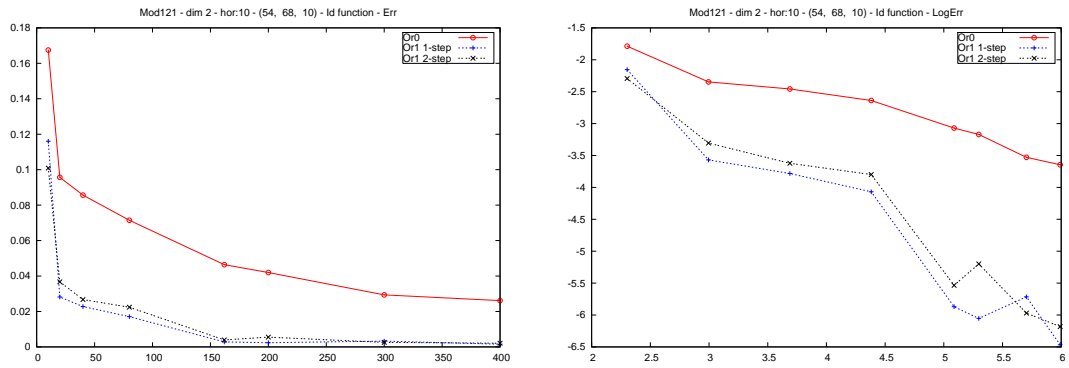 Mod121 - dim 2 - hor:10 - (54, 68, 10) - Id function - Err
0.18
0.16
0.14
0.12
0.1
0.08
0.06
0.04
0.02
0
0 50 100 150 200 250 300 350 400
Or0
Or1 1-step
Or1 2-step
Mod121 - dim 2 - hor:10 - (54, 68, 10) - Id function - LogErr
-1.5
-2
-2.5
-3
-3.5
-4
-4.5
-5
-5.5
-6
-6.5
2 2.5 3 3.5 4 4.5 5 5.5 6
Or0
Or1 1-step
Or1 2-step